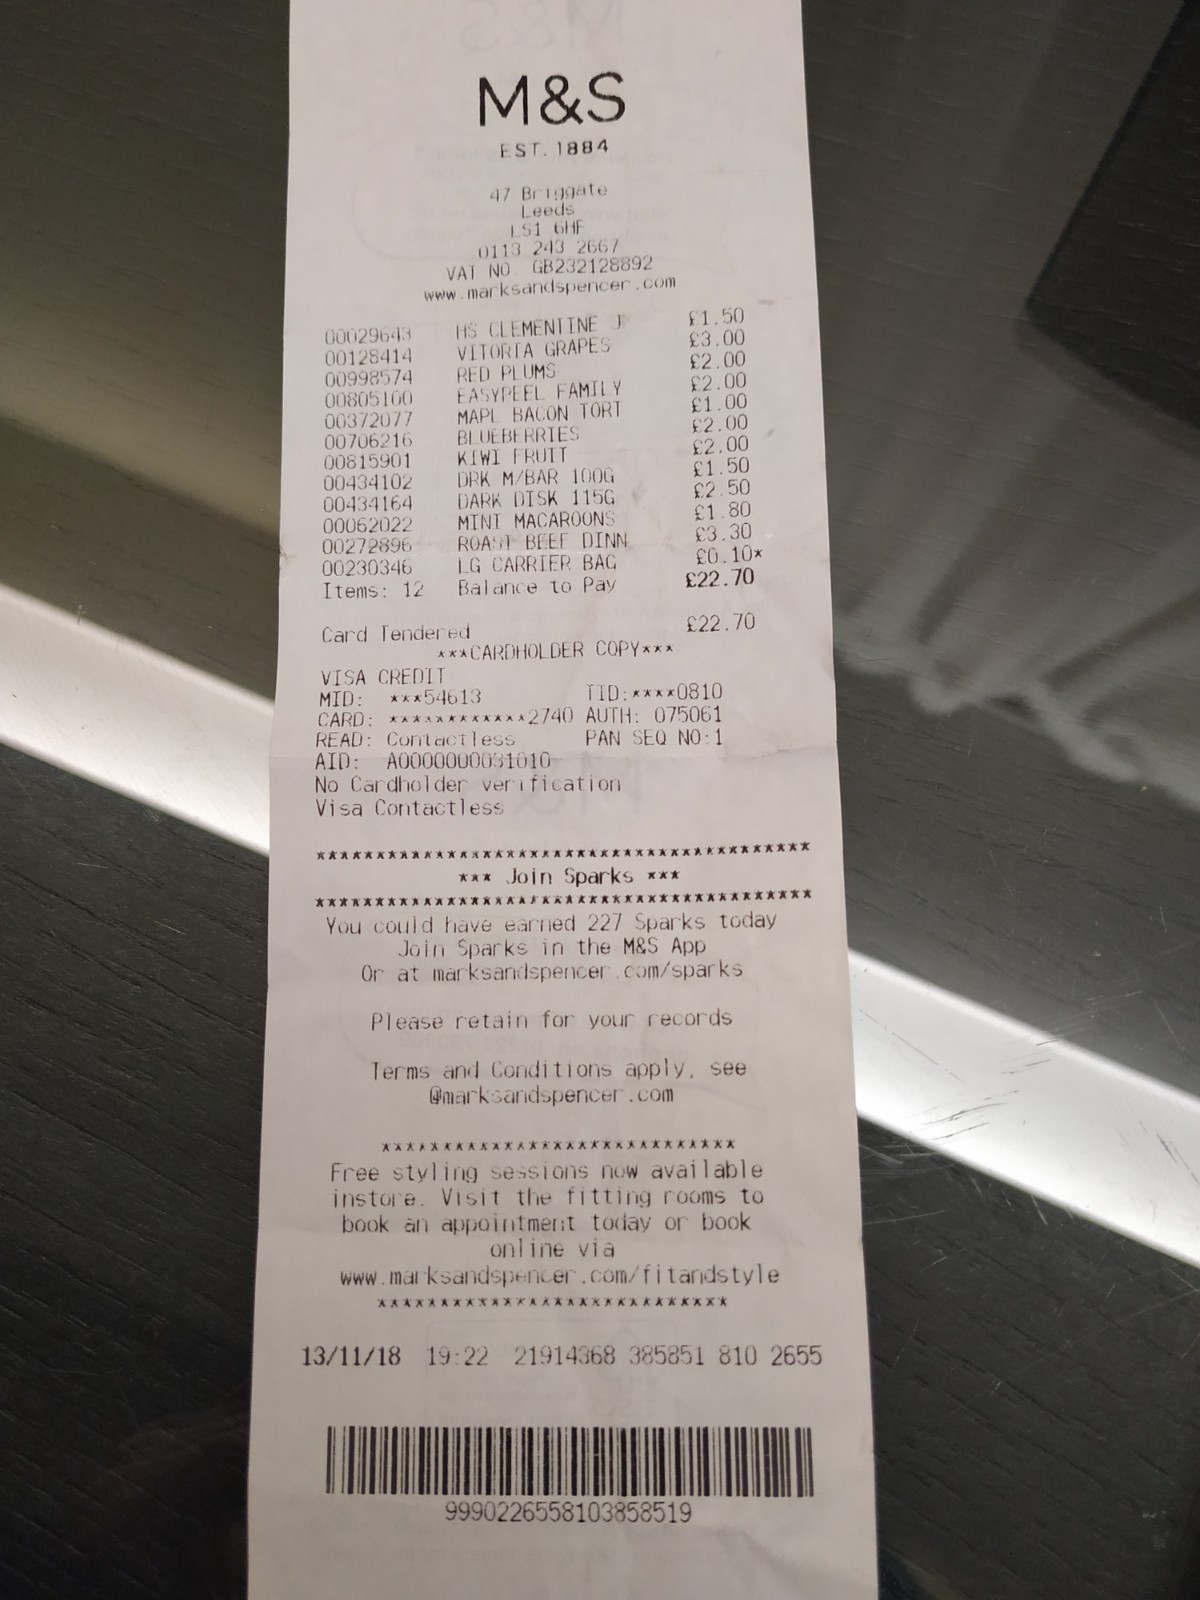 M&S
EST. 1884
47 Briggate
Leeds
LS1 6HF
0113 243 2667
VAT NO. GB232128892
www.marksandspencer.com
00029643 HS CLEMENTINE J £1.50
00128414 VITORIA GRAPES £3.00
00998574 RED PLUMS £2.00
00805100 EASYPEEL FAMILY £2.00
00372077 MAPL BACON TORT £1.00
00706216 BLUEBERRIES £2.00
00815901 KIWI FRUIT £2.00
00434102 DRK M/BAR 100G £1.50
00434164 DARK DISK 115G £2.50
00062022 MINI MACAROONS £1.80
00272896 ROAST BEEF DINN £3.30
00230346 LG CARRIER BAG £0.10*
Items: 12 Balance to Pay £22.70
Card Tendered £22.70
***CARDHOLDER COPY***
VISA CREDIT
MID: ***54613 TID:****0810
CARD: ************2740 AUTH: 075061
READ: Contactless PAN SEQ NO:1
AID: A0000000031010
No Cardholder verification
Visa Contactless
****************************************
*** Join Sparks ***
****************************************
You could have earned 227 Sparks today
Join Sparks in the M&S App
Or at marksandspencer.com/sparks
Please retain for your records
Terms and Conditions apply, see
@marksandspencer.com
****************************
Free styling sessions now available
instore. Visit the fitting rooms to
book an appointment today or book
online via
www.marksandspencer.com/fitandstyle
****************************
13/11/18 19:22 21914368 385851 810 2655
9990226558103858519